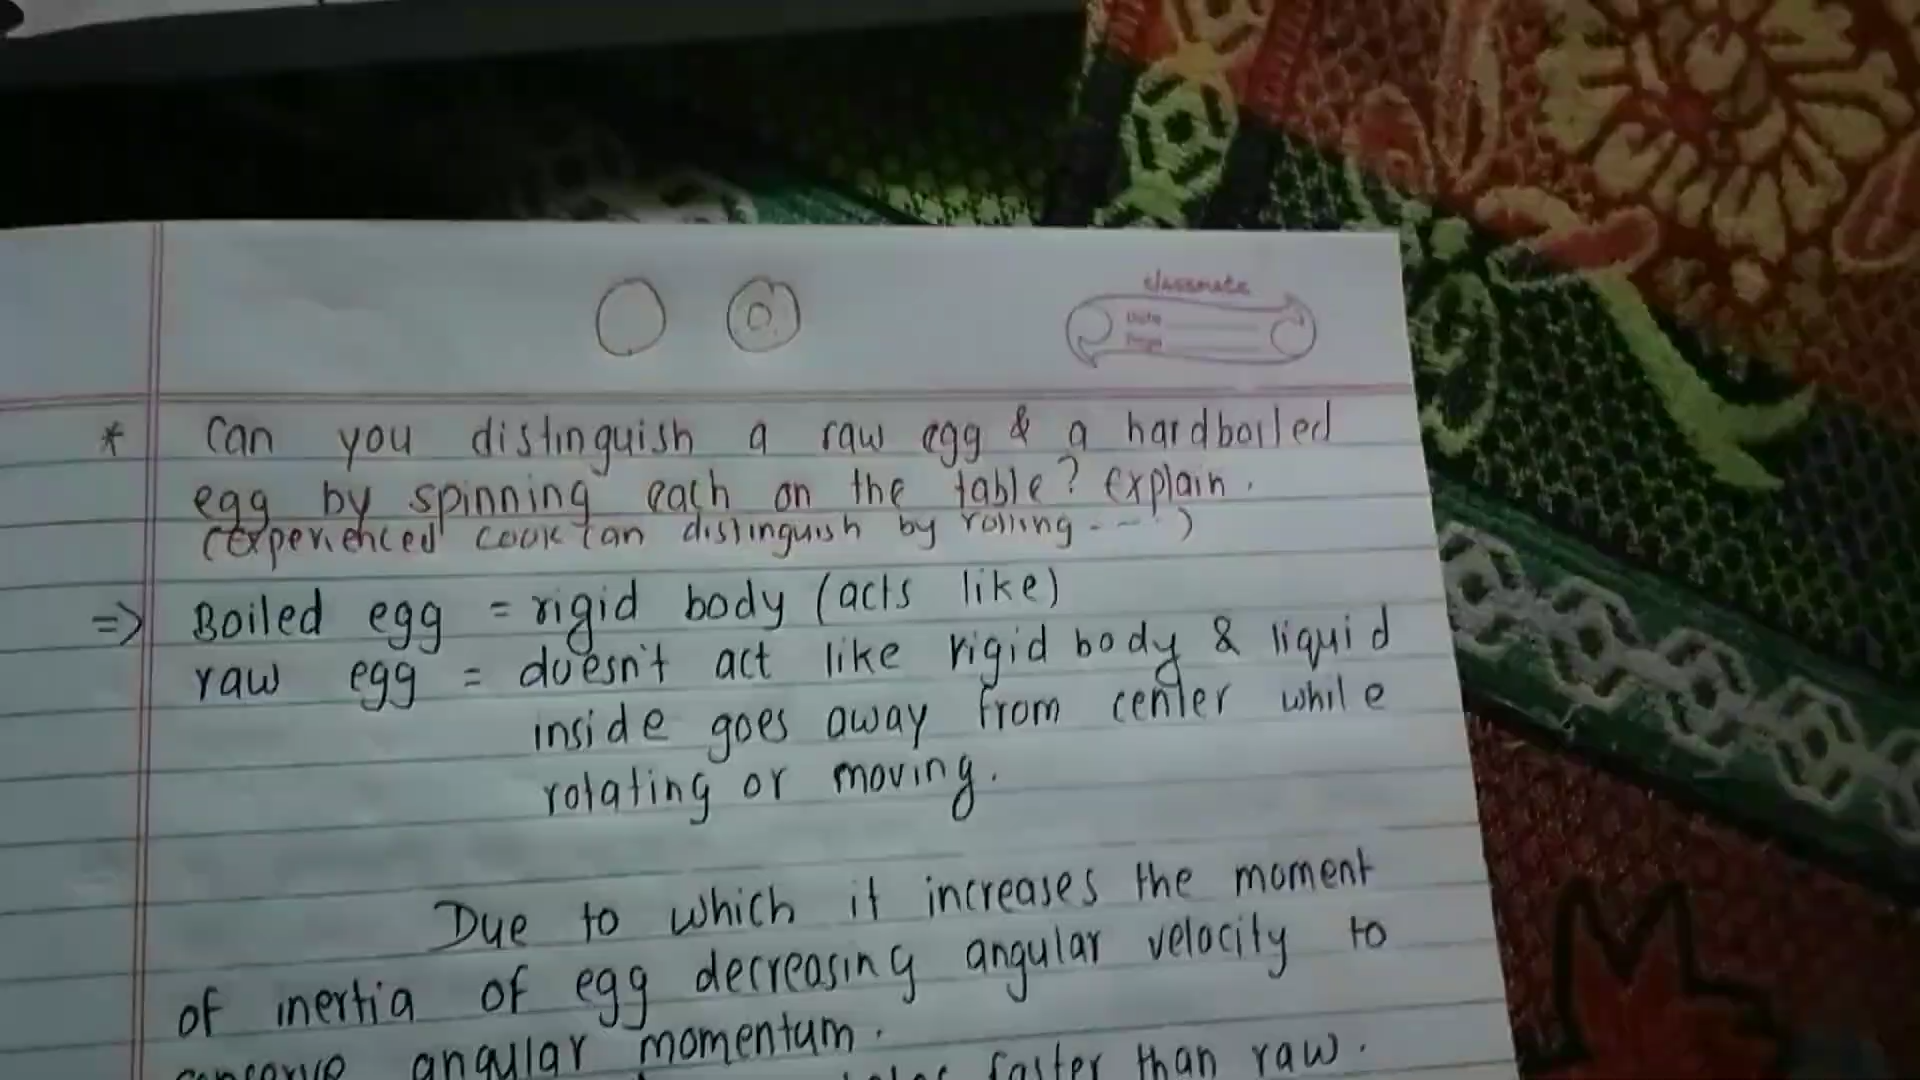 classmate
Date
Page
* Can you distinguish a raw egg & a hardboiled
egg by spinning each on the table? Explain.
(Experienced cook can distinguish by rolling ---)
=> Boiled egg = rigid body (acts like)
raw egg = doesn't act like rigid body & liquid
inside goes away from center while
rotating or moving.
Due to which it increases the moment
of inertia of egg decreasing angular velocity to
conserve angular momentum.
faster than raw.